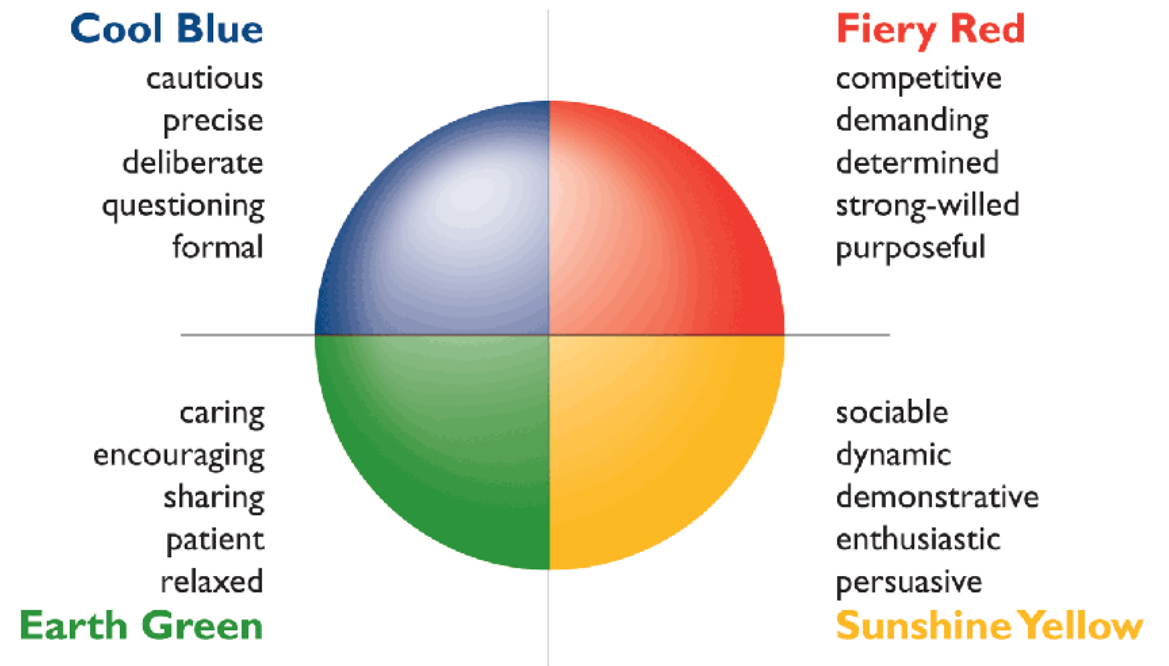 Cool Blue
cautious
precise
deliberate
questioning
formal
Fiery Red
competitive
demanding
determined
strong-willed
purposeful
caring
encouraging
sharing
patient
relaxed
Earth Green
sociable
dynamic
demonstrative
enthusiastic
persuasive
Sunshine Yellow